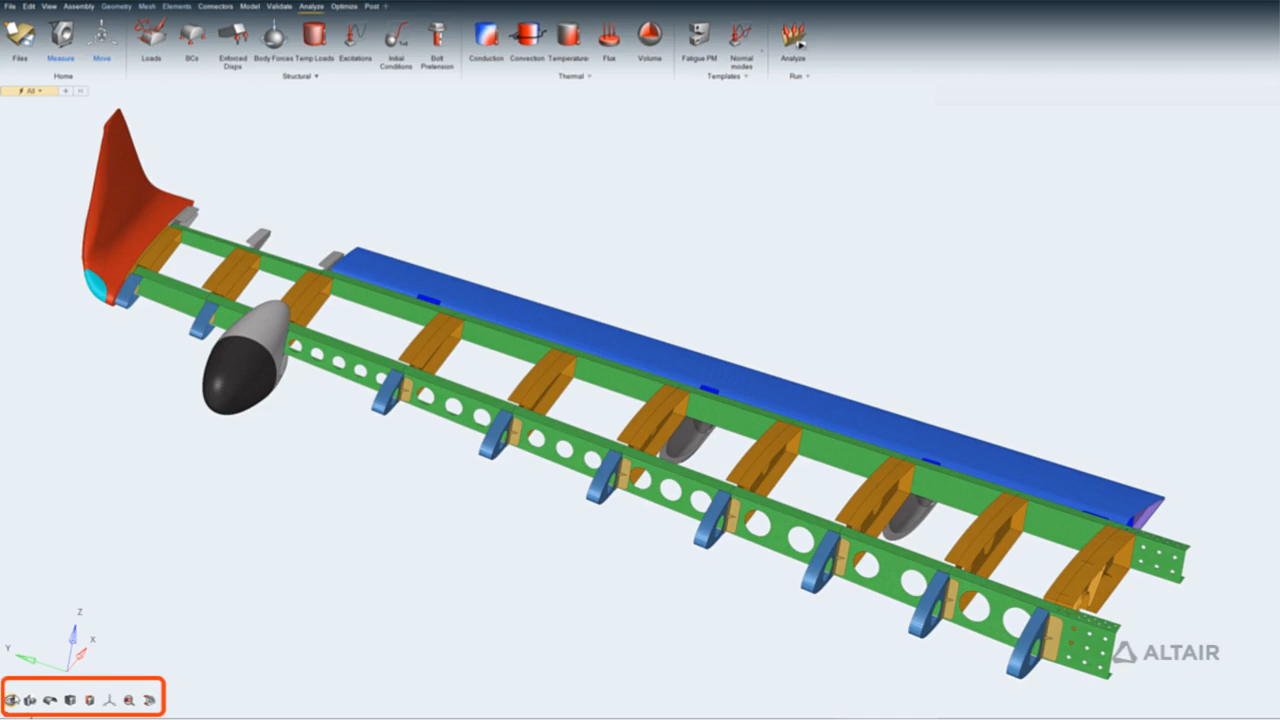 File Edit View Assembly Geometry Mesh Elements Connectors Model Validate Analyze Optimize Post +
Files Measure Move Loads BCs Enforced Disps Body Forces Temp Loads Excitations Initial Conditions Bolt Pretension Conduction Convection Temperature Flux Volume Fatigue PM Normal modes Analyze
Home Structural Thermal Templates Run
All +
Z
X
Y
ALTAIR